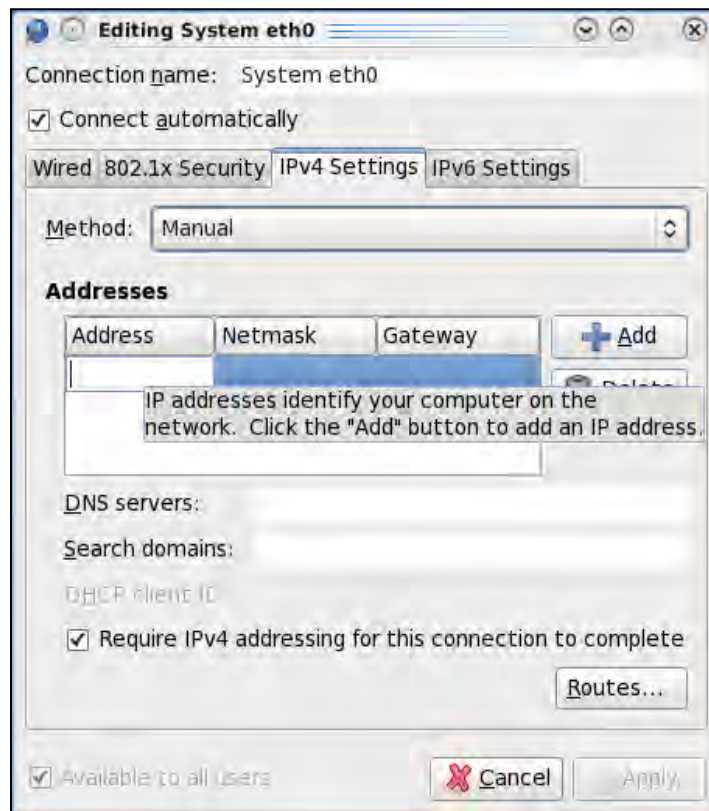 Editing System eth0
Connection name: System eth0
Connect automatically
Wired 802.1x Security IPv4 Settings IPv6 Settings
Method: Manual
Addresses
Address Netmask Gateway Add
Delete
IP addresses identify your computer on the
network. Click the "Add" button to add an IP address.
DNS servers:
Search domains:
DHCP client ID
Require IPv4 addressing for this connection to complete
Routes...
Available to all users Cancel Apply